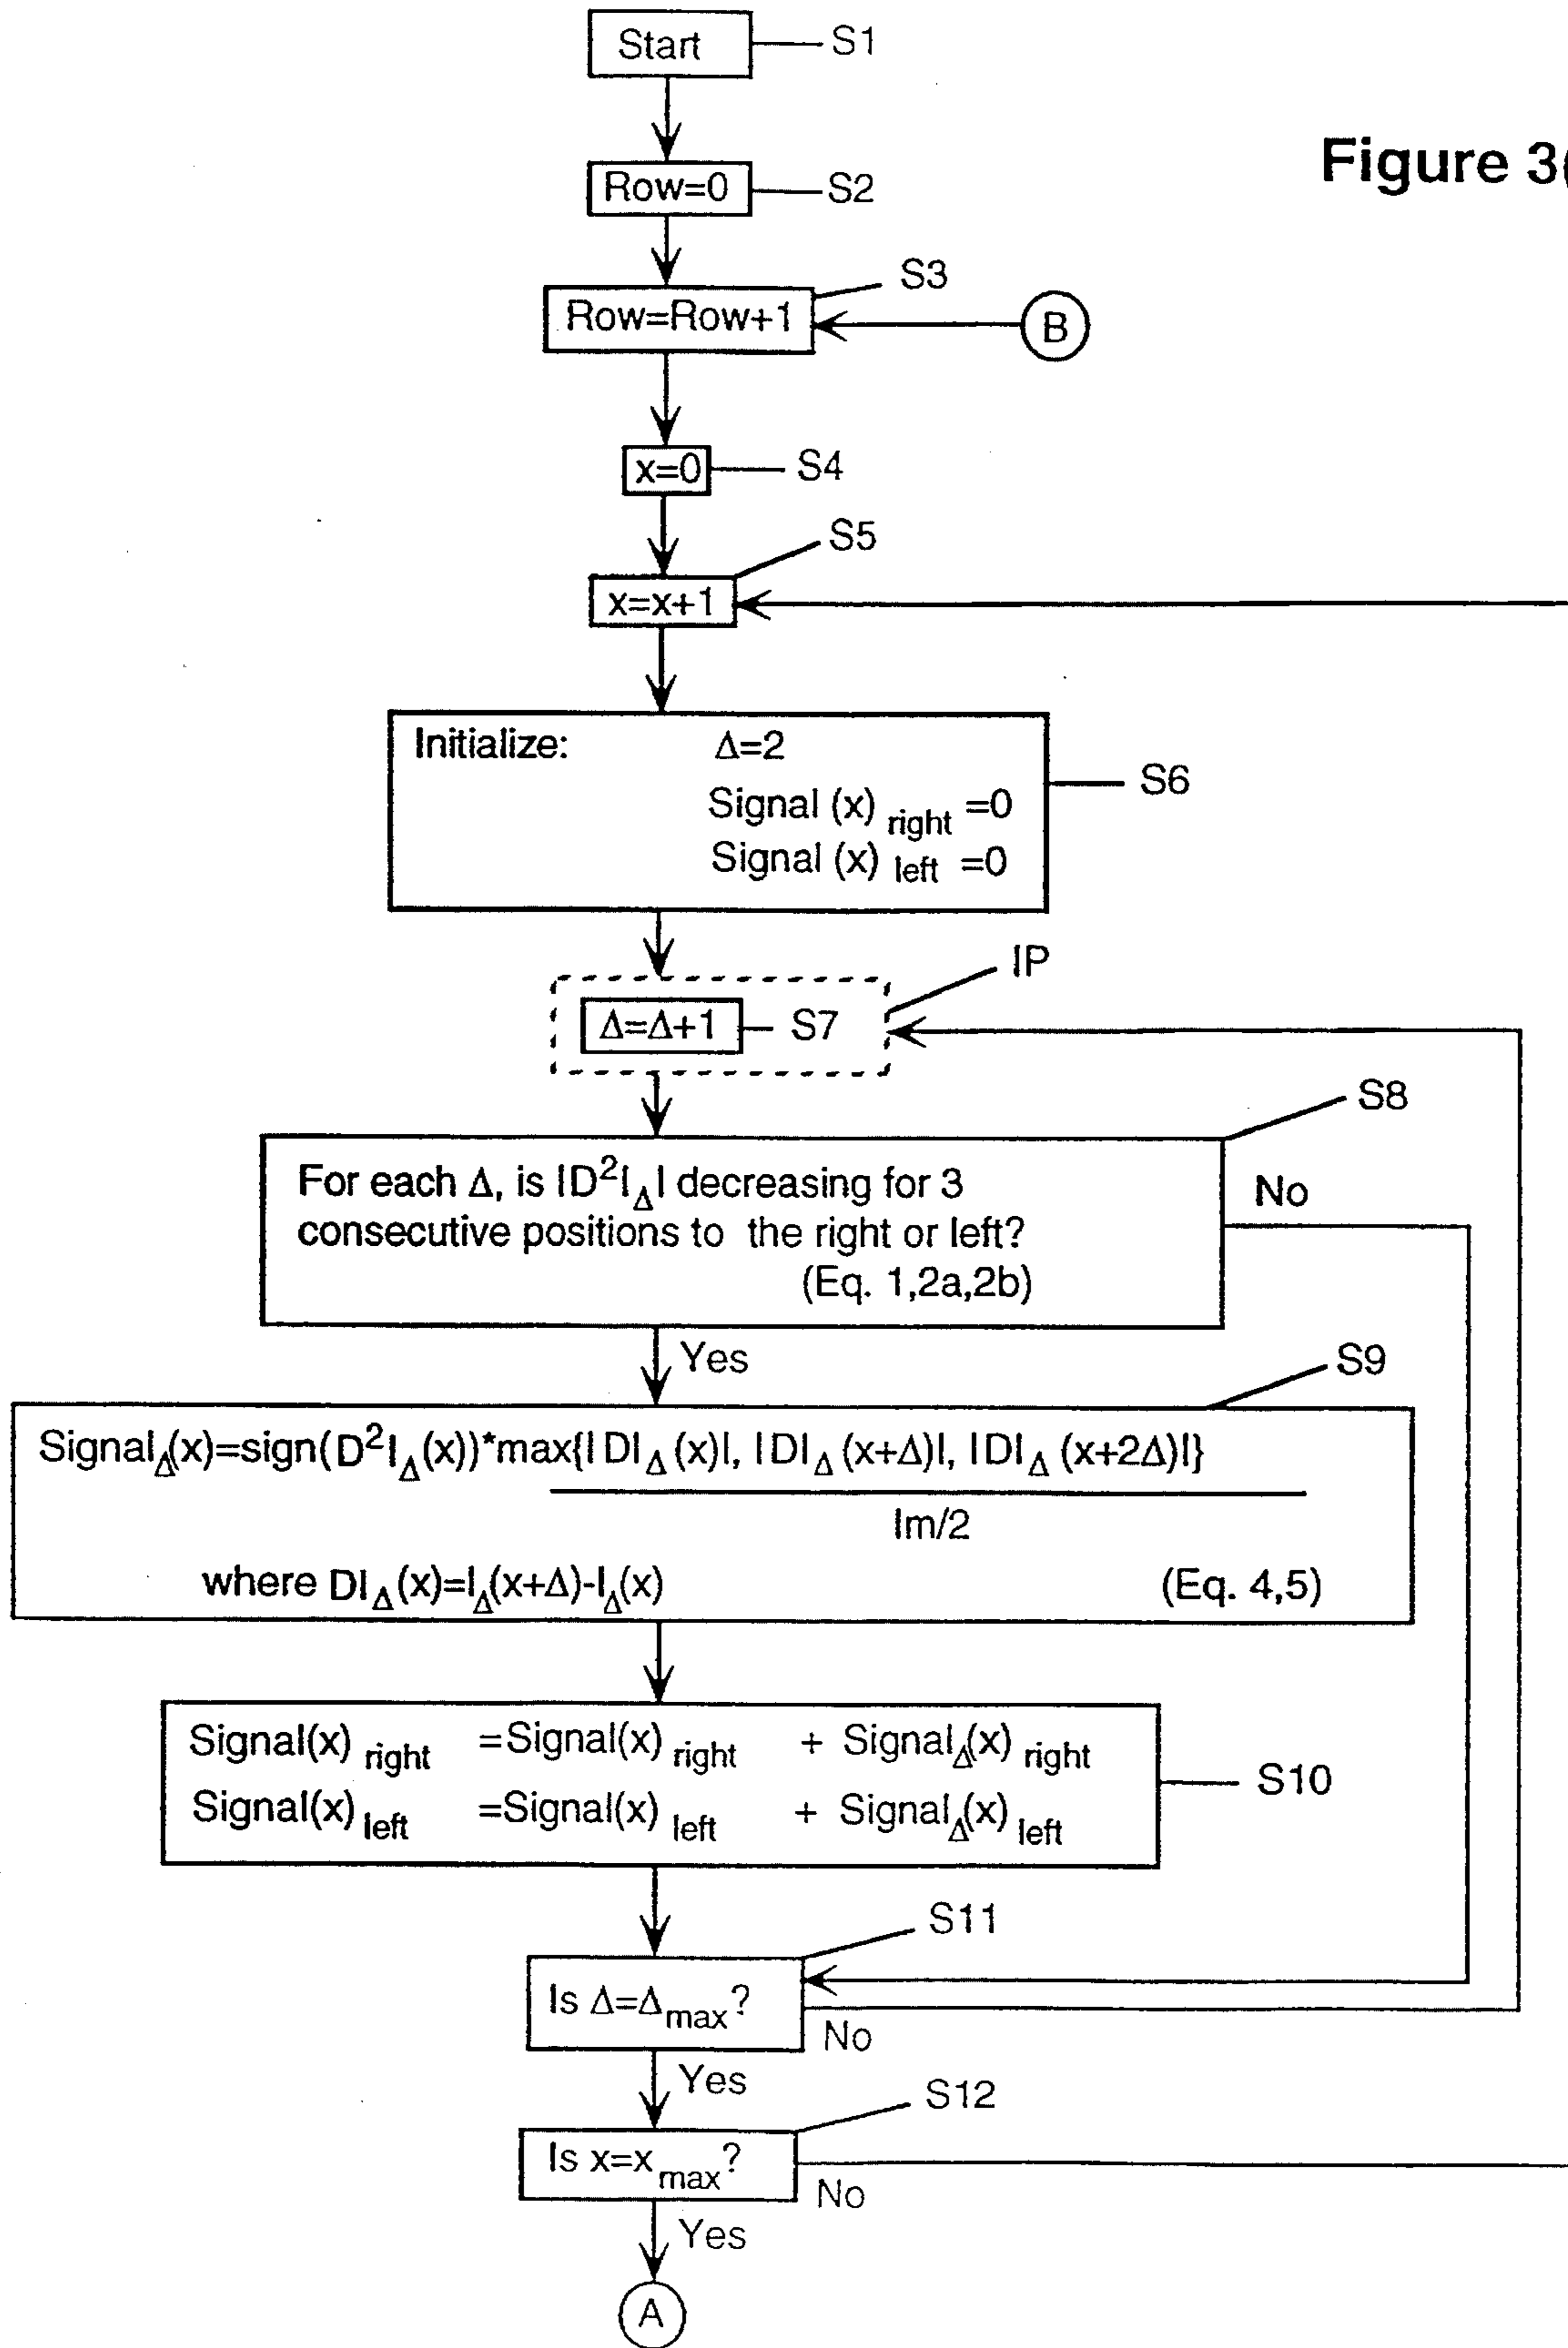 Start S1
Figure 3(
Row=0 S2
S3
Row=Row+1 B
x=0 S4
S5
x=x+1
Initialize: Δ=2
S6
Signal (x) right =0
Signal (x) left =0
IP
Δ=Δ+1 S7
S8
For each Δ, is |D²I_Δ| decreasing for 3
No
consecutive positions to the right or left?
(Eq. 1,2a,2b)
Yes
S9
Signal_Δ(x)=sign(D²I_Δ(x))*max{|DI_Δ(x)|, |DI_Δ(x+Δ)|, |DI_Δ(x+2Δ)|}
Im/2
where DI_Δ(x)=I_Δ(x+Δ)-I_Δ(x) (Eq. 4,5)
Signal(x) right =Signal(x) right + Signal_Δ(x) right
S10
Signal(x) left =Signal(x) left + Signal_Δ(x) left
S11
Is Δ=Δmax?
No
Yes
S12
Is x=xmax?
No
Yes
A